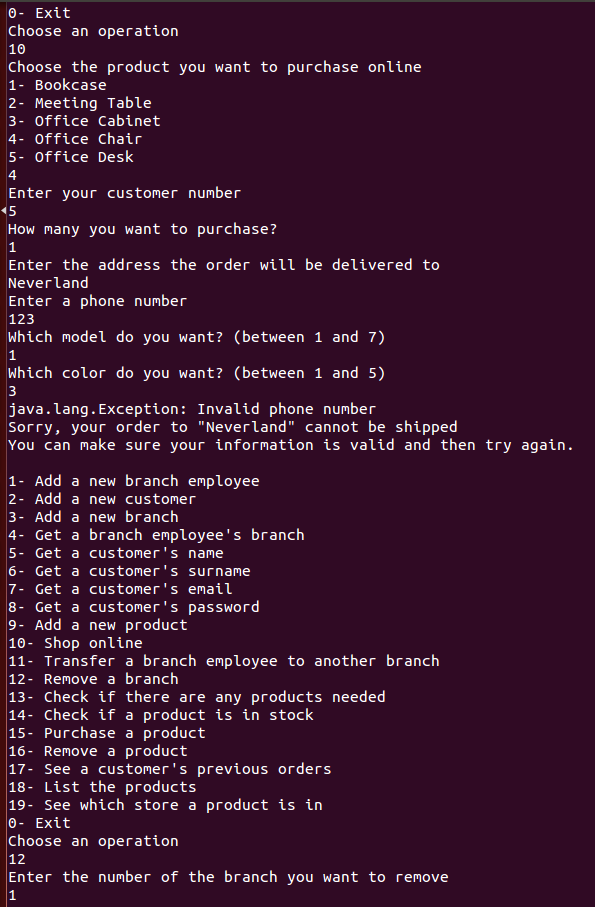 0- Exit
Choose an operation
10
Choose the product you want to purchase online
1- Bookcase
2- Meeting Table
3- Office Cabinet
4- Office Chair
5- Office Desk
4
Enter your customer number
5
How many you want to purchase?
1
Enter the address the order will be delivered to
Neverland
Enter a phone number
123
Which model do you want? (between 1 and 7)
1
Which color do you want? (between 1 and 5)
3
java.lang.Exception: Invalid phone number
Sorry, your order to "Neverland" cannot be shipped
You can make sure your information is valid and then try again.

1- Add a new branch employee
2- Add a new customer
3- Add a new branch
4- Get a branch employee's branch
5- Get a customer's name
6- Get a customer's surname
7- Get a customer's email
8- Get a customer's password
9- Add a new product
10- Shop online
11- Transfer a branch employee to another branch
12- Remove a branch
13- Check if there are any products needed
14- Check if a product is in stock
15- Purchase a product
16- Remove a product
17- See a customer's previous orders
18- List the products
19- See which store a product is in
0- Exit
Choose an operation
12
Enter the number of the branch you want to remove
1